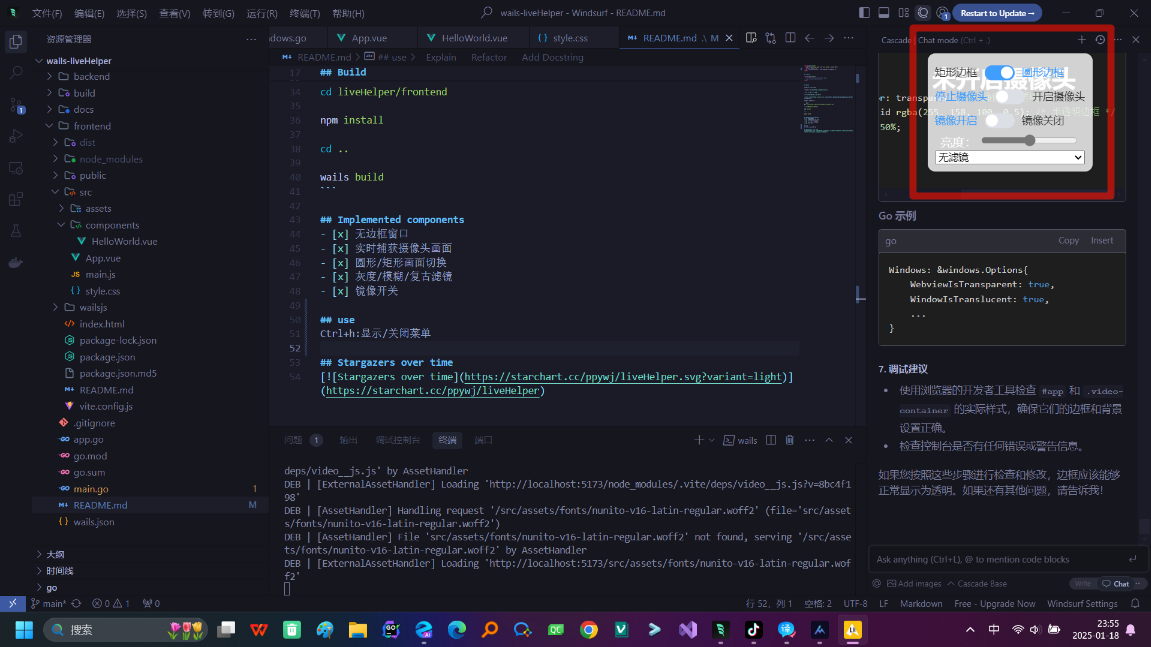 文件(F) 编辑(E) 选择(S) 查看(V) 转到(G) 运行(R) 终端(T) 帮助(H)
wails-liveHelper - Windsurf - README.md
Restart to Update →
资源管理器
wails-liveHelper
backend
build
docs
frontend
dist
node_modules
public
src
assets
components
HelloWorld.vue
App.vue
main.js
style.css
wailsjs
index.html
package-lock.json
package.json
package.json.md5
README.md
vite.config.js
.gitignore
app.go
go.mod
go.sum
main.go 1
README.md M
wails.json
大纲
时间线
go
dows.go App.vue HelloWorld.vue style.css README.md .\ M
README.md > ## use > Explain Refactor Add Docstring
17 ## Build
34 cd liveHelper/frontend
35
36 npm install
37
38 cd ..
39
40 wails build
41 ```
42
43 ## Implemented components
44 - [x] 无边框窗口
45 - [x] 实时捕获摄像头画面
46 - [x] 圆形/矩形画面切换
47 - [x] 灰度/模糊/复古滤镜
48 - [x] 镜像开关
49
50 ## use
51 Ctrl+h:显示/关闭菜单
52
53 ## Stargazers over time
54 [![Stargazers over time](https://starchart.cc/ppywj/liveHelper.svg?variant=light)]
(https://starchart.cc/ppywj/liveHelper)
问题 1 输出 调试控制台 终端 端口
wails
deps/video__js.js' by AssetHandler
DEB | [ExternalAssetHandler] Loading 'http://localhost:5173/node_modules/.vite/deps/video__js.js?v=8bc4f1
98'
DEB | [AssetHandler] Handling request '/src/assets/fonts/nunito-v16-latin-regular.woff2' (file='src/asset
s/fonts/nunito-v16-latin-regular.woff2')
DEB | [AssetHandler] File 'src/assets/fonts/nunito-v16-latin-regular.woff2' not found, serving '/src/asse
ts/fonts/nunito-v16-latin-regular.woff2' by AssetHandler
DEB | [ExternalAssetHandler] Loading 'http://localhost:5173/src/assets/fonts/nunito-v16-latin-regular.wof
f2'
Cascade | Chat mode (Ctrl + .)
未开启摄像头
矩形边框 圆形边框
停止摄像头 开启摄像头
镜像开启 镜像关闭
亮度:
无滤镜
or: transpar
id rgba(255,
50%;
Go 示例
go Copy Insert
Windows: &windows.Options{
WebviewIsTransparent: true,
WindowIsTranslucent: true,
...
}
7. 调试建议
使用浏览器的开发者工具检查 #app 和 .video-
container 的实际样式，确保它们的边框和背景
设置正确。
检查控制台是否有任何错误或警告信息。
如果您按照这些步骤进行检查和修改，边框应该能够
正常显示为透明。如果还有其他问题，请告诉我！
Ask anything (Ctrl+L), @ to mention code blocks
Add images Cascade Base Write Chat
main* 0 1 0 行 52，列 1 空格: 2 UTF-8 LF Markdown Free - Upgrade Now Windsurf Settings
搜索
中
23:55
2025-01-18